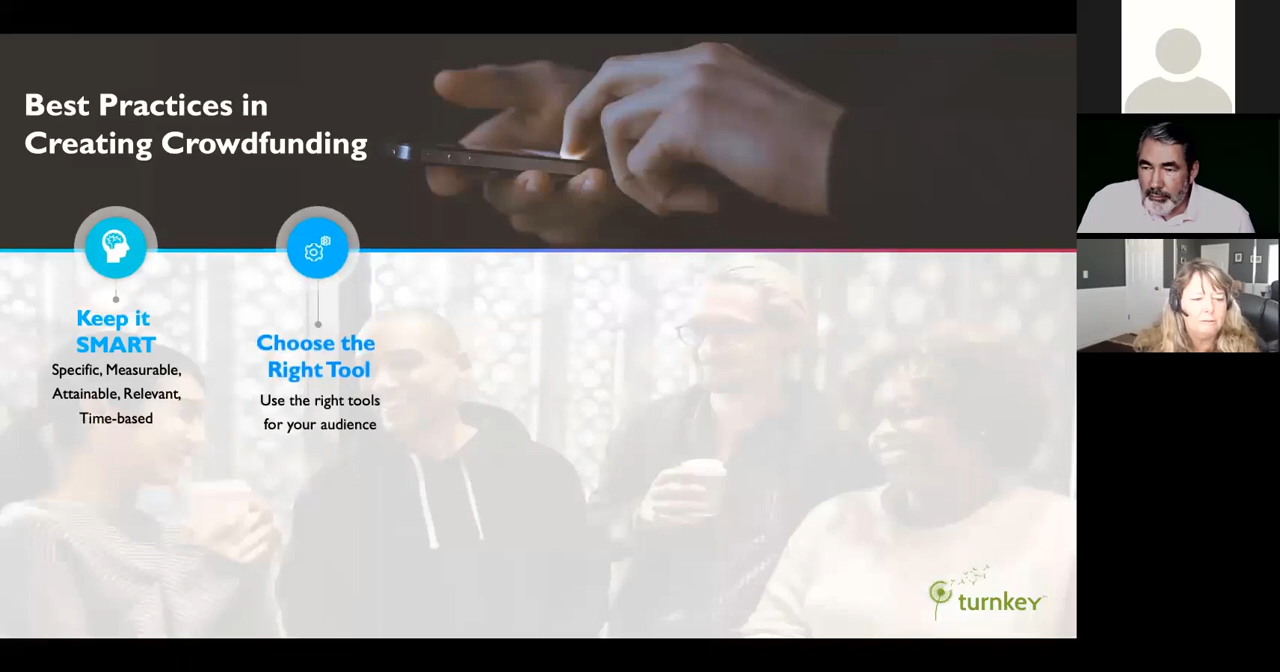 Best Practices in
Creating Crowdfunding
Keep it
SMART
Specific, Measurable,
Attainable, Relevant,
Time-based
Choose the
Right Tool
Use the right tools
for your audience
turnkey